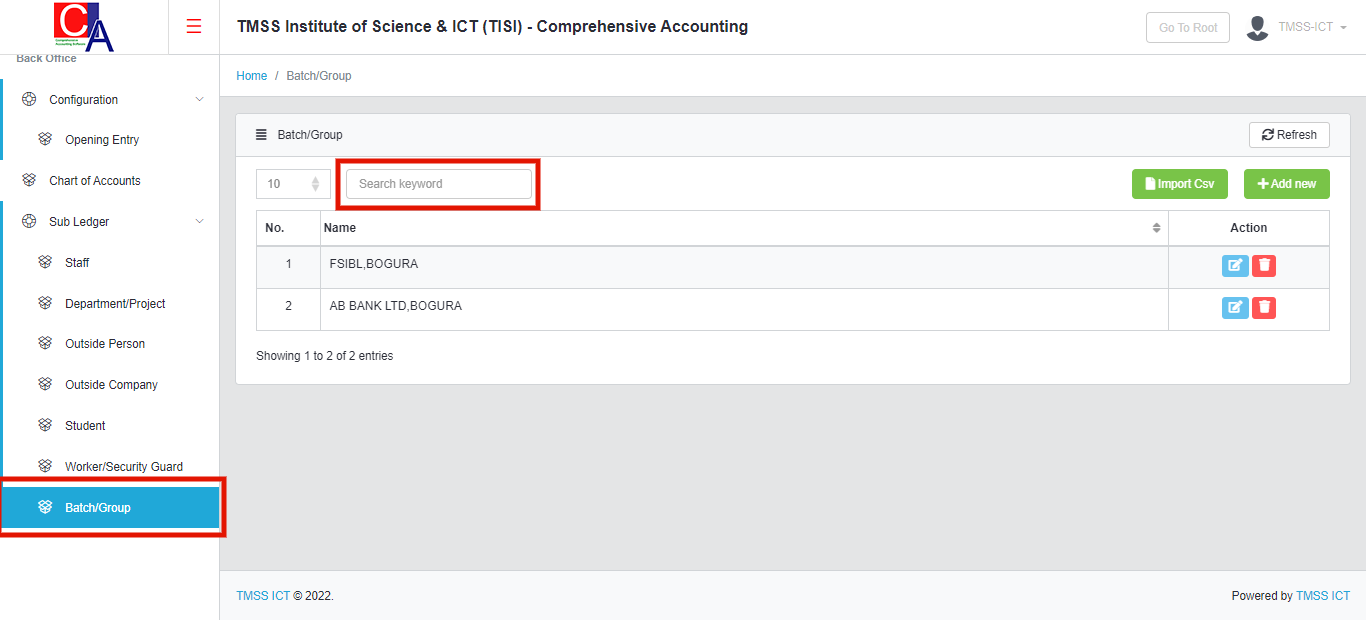 CA
Comprehensive
Accounting Software
TMSS Institute of Science & ICT (TISI) - Comprehensive Accounting
Go To Root
TMSS-ICT
Back Office
Configuration
Opening Entry
Chart of Accounts
Sub Ledger
Staff
Department/Project
Outside Person
Outside Company
Student
Worker/Security Guard
Batch/Group
Home / Batch/Group
Batch/Group
Refresh
10
Search keyword
Import Csv
Add new
No. Name Action
1 FSIBL,BOGURA
2 AB BANK LTD,BOGURA
Showing 1 to 2 of 2 entries
TMSS ICT © 2022.
Powered by TMSS ICT